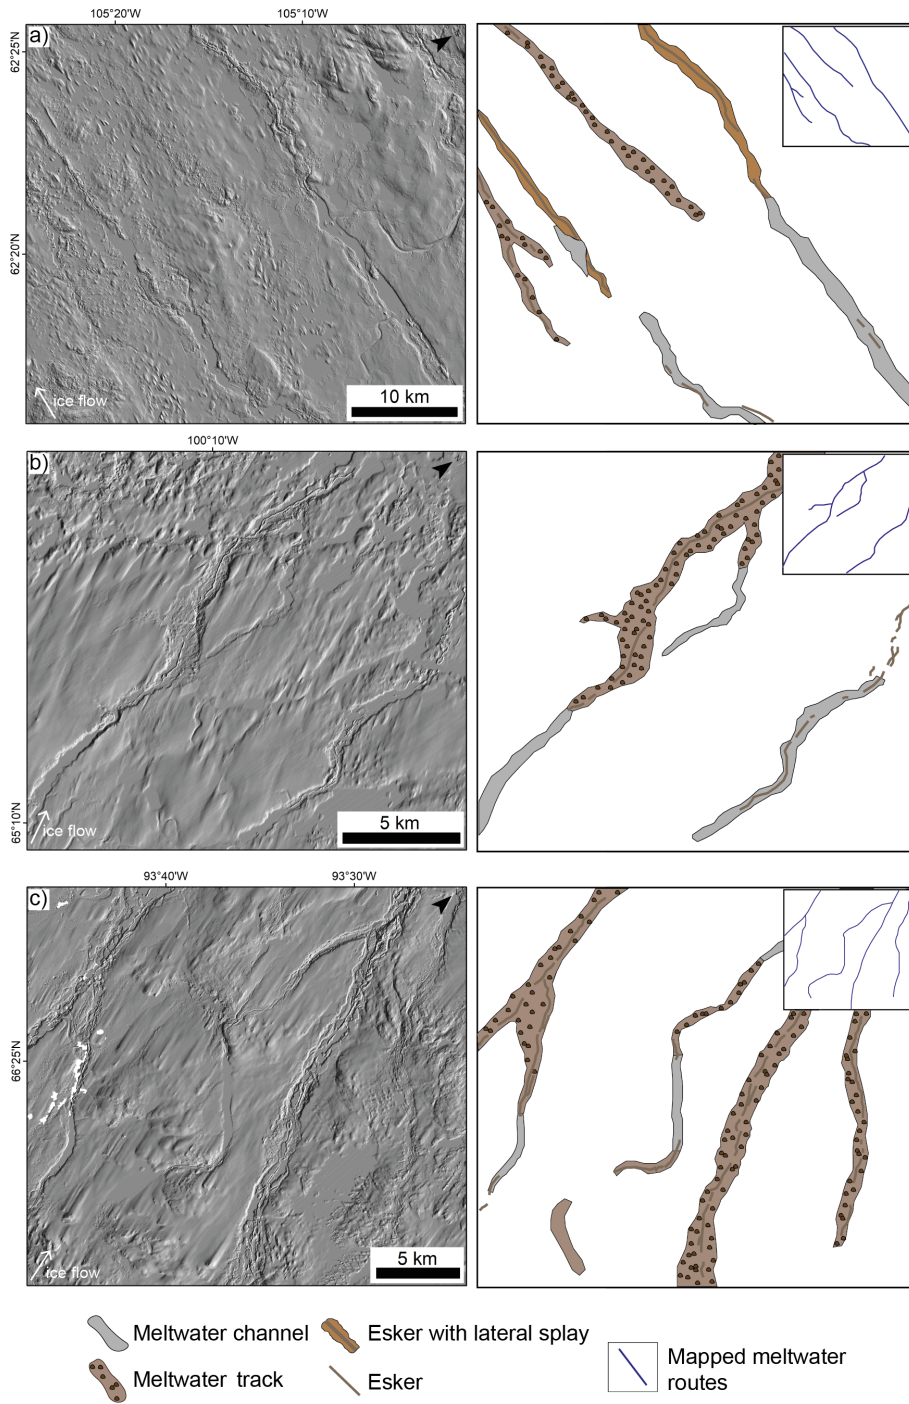 105°20'W
105°10'W
a)
62°25'N
62°20'N
ice flow
10 km
100°10'W
b)
65°10'N
ice flow
5 km
93°40'W
93°30'W
c)
66°25'N
ice flow
5 km
Meltwater channel
Esker with lateral splay
Mapped meltwater
routes
Meltwater track
Esker